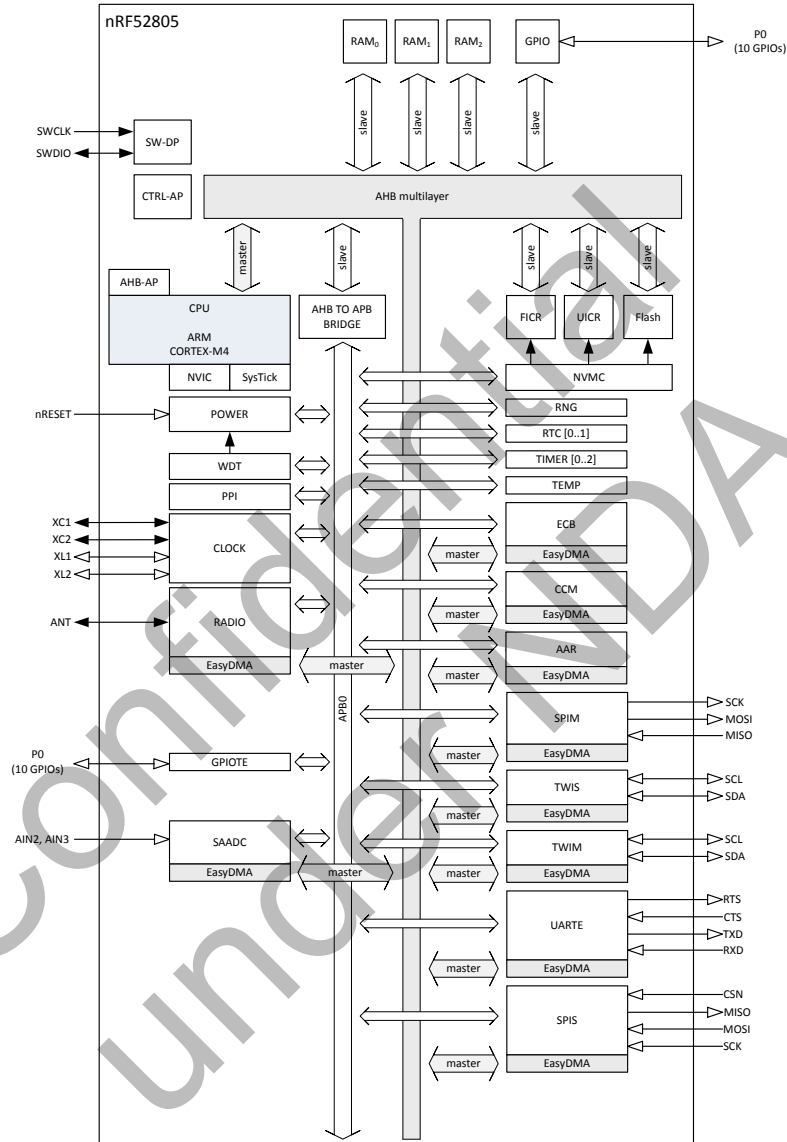 nRF52805
RAM0
RAM1
RAM2
GPIO
P0
(10 GPIOs)
slave
slave
slave
slave
SWCLK
SWDIO
SW-DP
CTRL-AP
AHB multilayer
master
slave
slave
slave
slave
AHB-AP
CPU
ARM
CORTEX-M4
AHB TO APB
BRIDGE
FICR
UICR
Flash
NVIC
SysTick
NVMC
nRESET
POWER
RNG
RTC [0..1]
WDT
TIMER [0..2]
PPI
TEMP
XC1
XC2
XL1
XL2
CLOCK
ECB
master
EasyDMA
CCM
ANT
RADIO
master
EasyDMA
AAR
EasyDMA
master
master
EasyDMA
APB0
SPIM
SCK
MOSI
MISO
master
EasyDMA
P0
(10 GPIOs)
GPIOTE
TWIS
SCL
SDA
master
EasyDMA
AIN2, AIN3
SAADC
TWIM
SCL
SDA
EasyDMA
master
master
EasyDMA
UARTE
RTS
CTS
TXD
RXD
master
EasyDMA
SPIS
CSN
MISO
MOSI
SCK
master
EasyDMA
Confidential
under NDA